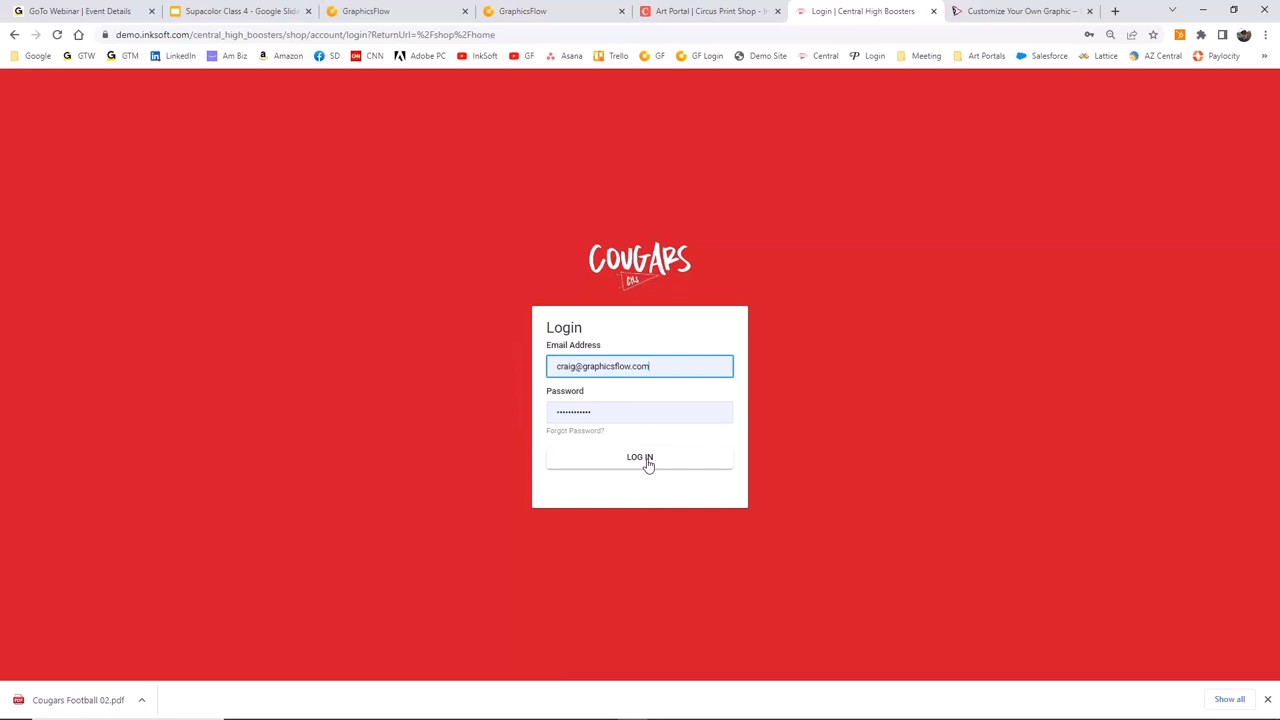 GoTo Webinar | Event Details
Supacolor Class 4 - Google Slid
GraphicsFlow
GraphicsFlow
Art Portal | Circus Print Shop - In
Login | Central High Boosters
Customize Your Own Graphic –
demo.inksoft.com/central_high_boosters/shop/account/login?ReturnUrl=%2Fshop%2Fhome
Google GTW GTM LinkedIn Am Biz Amazon SD CNN Adobe PC InkSoft GF Asana Trello GF GF Login Demo Site Central Login Meeting Art Portals Salesforce Lattice AZ Central Paylocity
COUGARS
CHS
Login
Email Address
craig@graphicsflow.com
Password
••••••••••••
Forgot Password?
LOG IN
Cougars Football 02.pdf
Show all